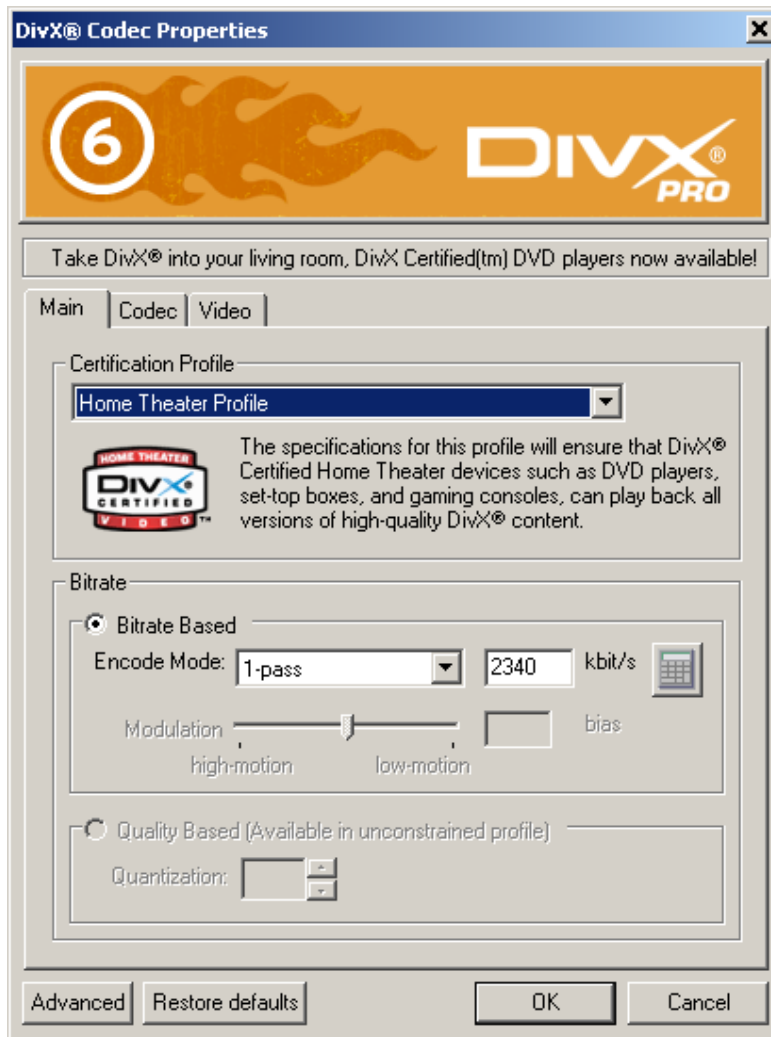 DivX® Codec Properties
6
DIVX®
PRO
Take DivX® into your living room, DivX Certified(tm) DVD players now available!
Main Codec Video
Certification Profile
Home Theater Profile
HOME THEATER
DIVX®
CERTIFIED
VIDEO™
The specifications for this profile will ensure that DivX®
Certified Home Theater devices such as DVD players,
set-top boxes, and gaming consoles, can play back all
versions of high-quality DivX® content.
Bitrate
Bitrate Based
Encode Mode: 1-pass 2340 kbit/s
Modulation bias
high-motion low-motion
Quality Based (Available in unconstrained profile)
Quantization:
Advanced Restore defaults OK Cancel